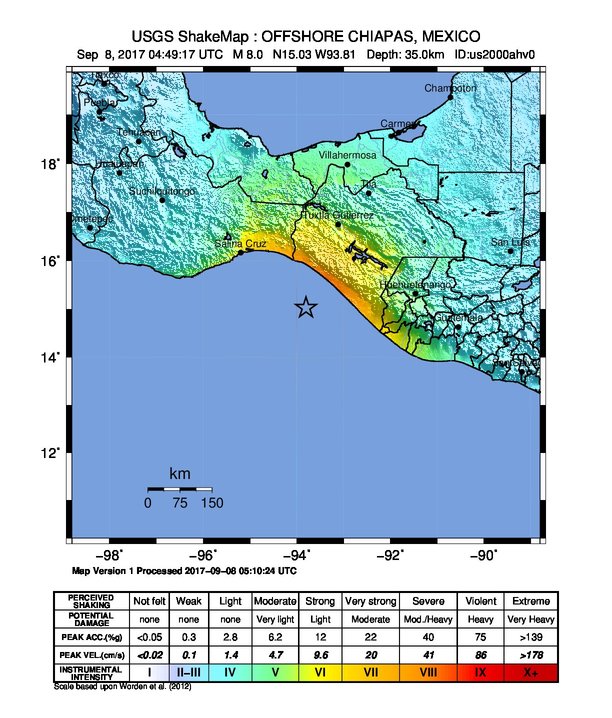 USGS ShakeMap : OFFSHORE CHIAPAS, MEXICO
Sep 8, 2017 04:49:17 UTC M 8.0 N15.03 W93.81 Depth: 35.0km ID:us2000ahv0
Champoton
Puebla
Carmen
Tehuacan
Villahermosa
18°
Suchilquitongo
Tuxtla Gutierrez
Salina Cruz
San Luis
16°
Huehuetenango
Guatemala
14°
12°
km
0 75 150
−98° −96° −94° −92° −90°
Map Version 1 Processed 2017−09−08 05:10:24 UTC
PERCEIVED SHAKING Not felt Weak Light Moderate Strong Very strong Severe Violent Extreme
POTENTIAL DAMAGE none none none Very light Light Moderate Mod./Heavy Heavy Very Heavy
PEAK ACC.(%g) <0.05 0.3 2.8 6.2 12 22 40 75 >139
PEAK VEL.(cm/s) <0.02 0.1 1.4 4.7 9.6 20 41 86 >178
INSTRUMENTAL INTENSITY I II−III IV V VI VII VIII IX X+
Scale based upon Worden et al. (2012)